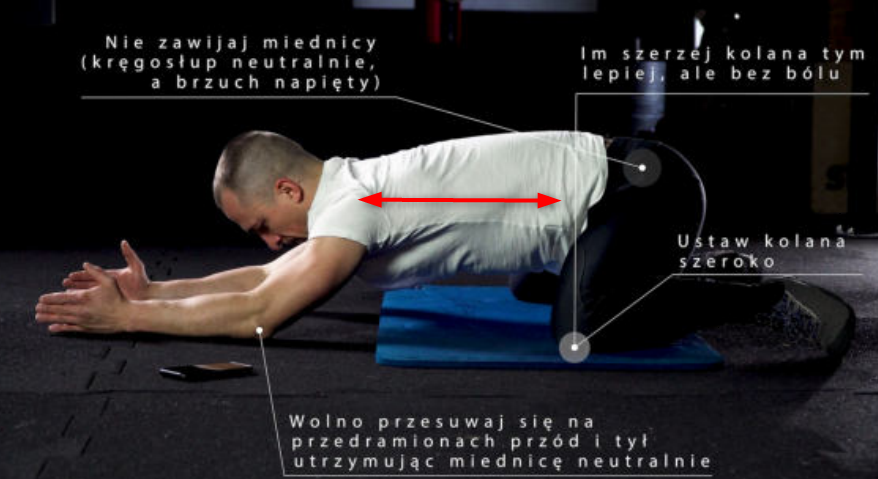 Nie zawijaj miednicy
(kręgosłup neutralnie,
a brzuch napięty)
Im szerzej kolana tym
lepiej, ale bez bólu
Ustaw kolana
szeroko
Wolno przesuwaj się na
przedramionach przód i tył
utrzymując miednicę neutralnie